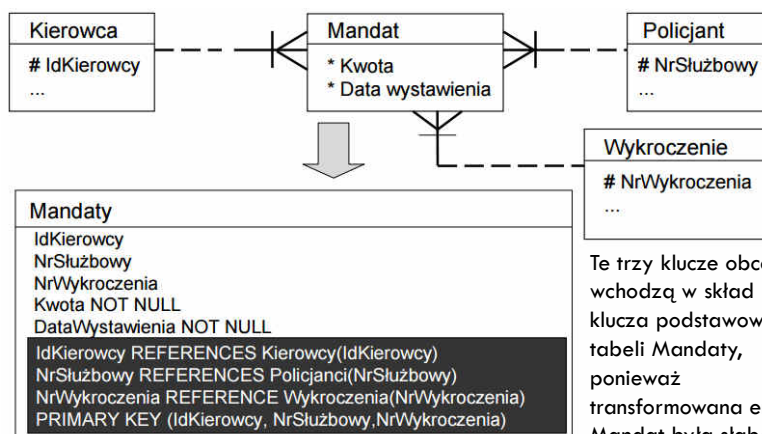 Kierowca
# IdKierowcy
...
Mandat
* Kwota
* Data wystawienia
Policjant
# NrSłużbowy
...
Wykroczenie
# NrWykroczenia
...
Mandaty
IdKierowcy
NrSłużbowy
NrWykroczenia
Kwota NOT NULL
DataWystawienia NOT NULL
IdKierowcy REFERENCES Kierowcy(IdKierowcy)
NrSłużbowy REFERENCES Policjanci(NrSłużbowy)
NrWykroczenia REFERENCE Wykroczenia(NrWykroczenia)
PRIMARY KEY (IdKierowcy, NrSłużbowy,NrWykroczenia)
Te trzy klucze
wchodzą w skład
klucza
tabeli Mandaty,
ponieważ
transformowana
Mandat była